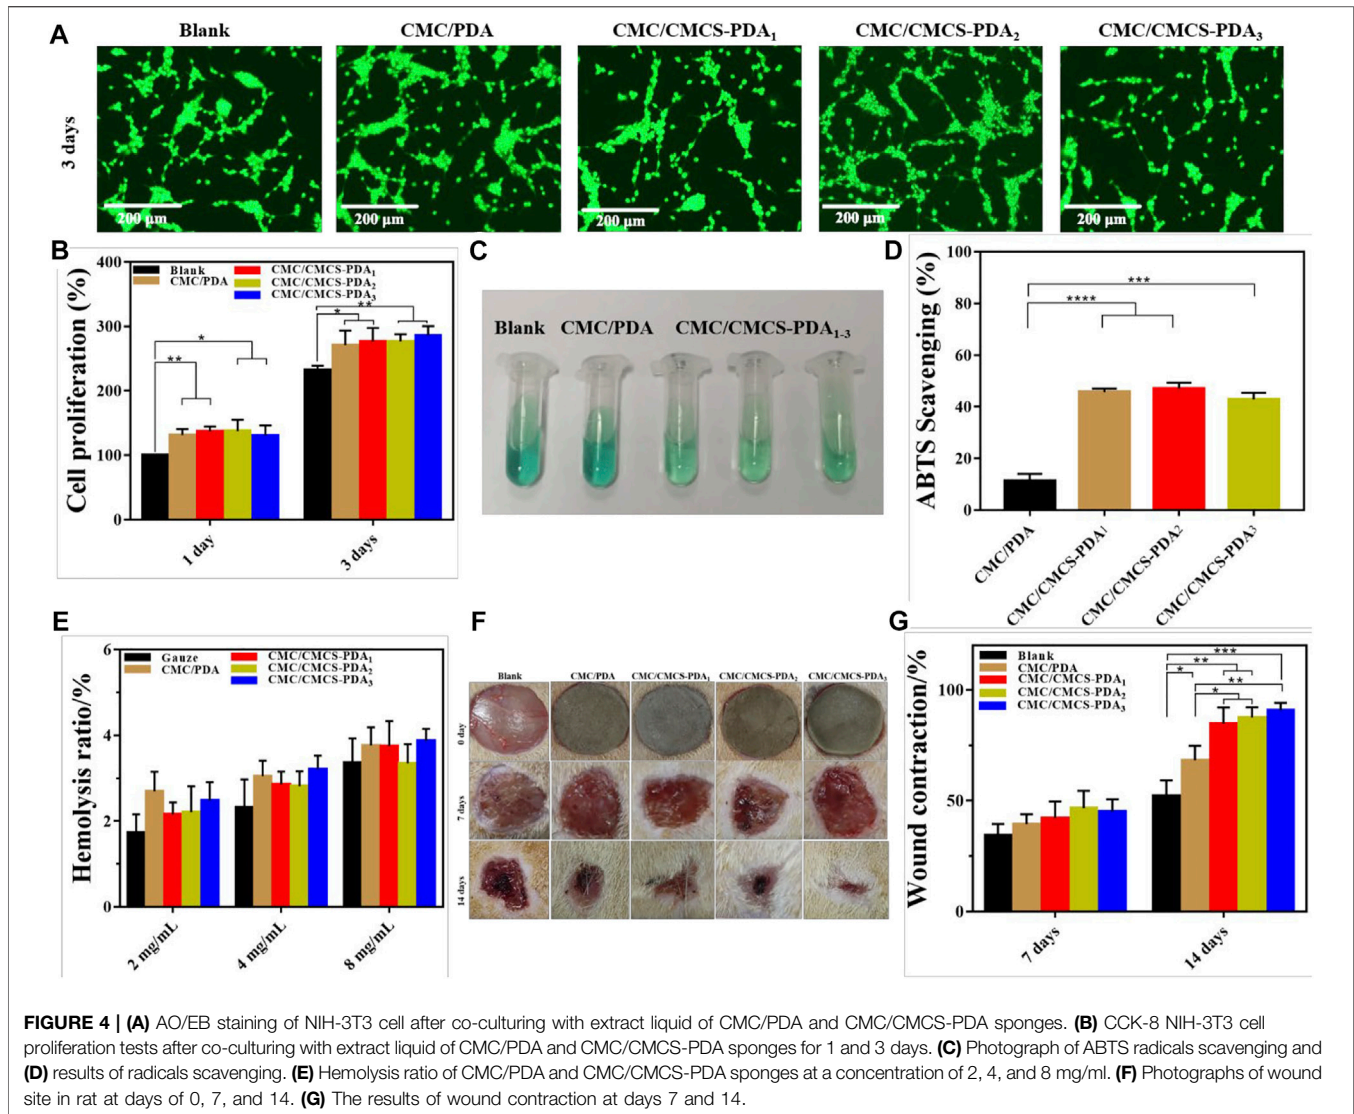 A
Blank
CMC/PDA
CMC/CMCS-PDA1
CMC/CMCS-PDA2
CMC/CMCS-PDA3
3 days
200 μm
200 μm
200 μm
200 μm
200 μm
B
Cell proliferation (%)
400
300
200
100
0
Blank
CMC/PDA
CMC/CMCS-PDA1
CMC/CMCS-PDA2
CMC/CMCS-PDA3
**
*
*
**
1 day
3 days
C
Blank
CMC/PDA
CMC/CMCS-PDA1-3
D
ABTS Scavenging (%)
100
80
60
40
20
0
****
***
CMC/PDA
CMC/CMCS-PDA1
CMC/CMCS-PDA2
CMC/CMCS-PDA3
E
Hemolysis ratio/%
6
4
2
0
Gauze
CMC/PDA
CMC/CMCS-PDA1
CMC/CMCS-PDA2
CMC/CMCS-PDA3
2 mg/mL
4 mg/mL
8 mg/mL
F
Blank
CMC/PDA
CMC/CMCS-PDA1
CMC/CMCS-PDA2
CMC/CMCS-PDA3
0 day
7 days
14 days
G
Wound contraction/%
100
50
0
Blank
CMC/PDA
CMC/CMCS-PDA1
CMC/CMCS-PDA2
CMC/CMCS-PDA3
***
**
*
**
*
7 days
14 days
FIGURE 4 | (A) AO/EB staining of NIH-3T3 cell after co-culturing with extract liquid of CMC/PDA and CMC/CMCS-PDA sponges. (B) CCK-8 NIH-3T3 cell
proliferation tests after co-culturing with extract liquid of CMC/PDA and CMC/CMCS-PDA sponges for 1 and 3 days. (C) Photograph of ABTS radicals scavenging and
(D) results of radicals scavenging. (E) Hemolysis ratio of CMC/PDA and CMC/CMCS-PDA sponges at a concentration of 2, 4, and 8 mg/ml. (F) Photographs of wound
site in rat at days of 0, 7, and 14. (G) The results of wound contraction at days 7 and 14.